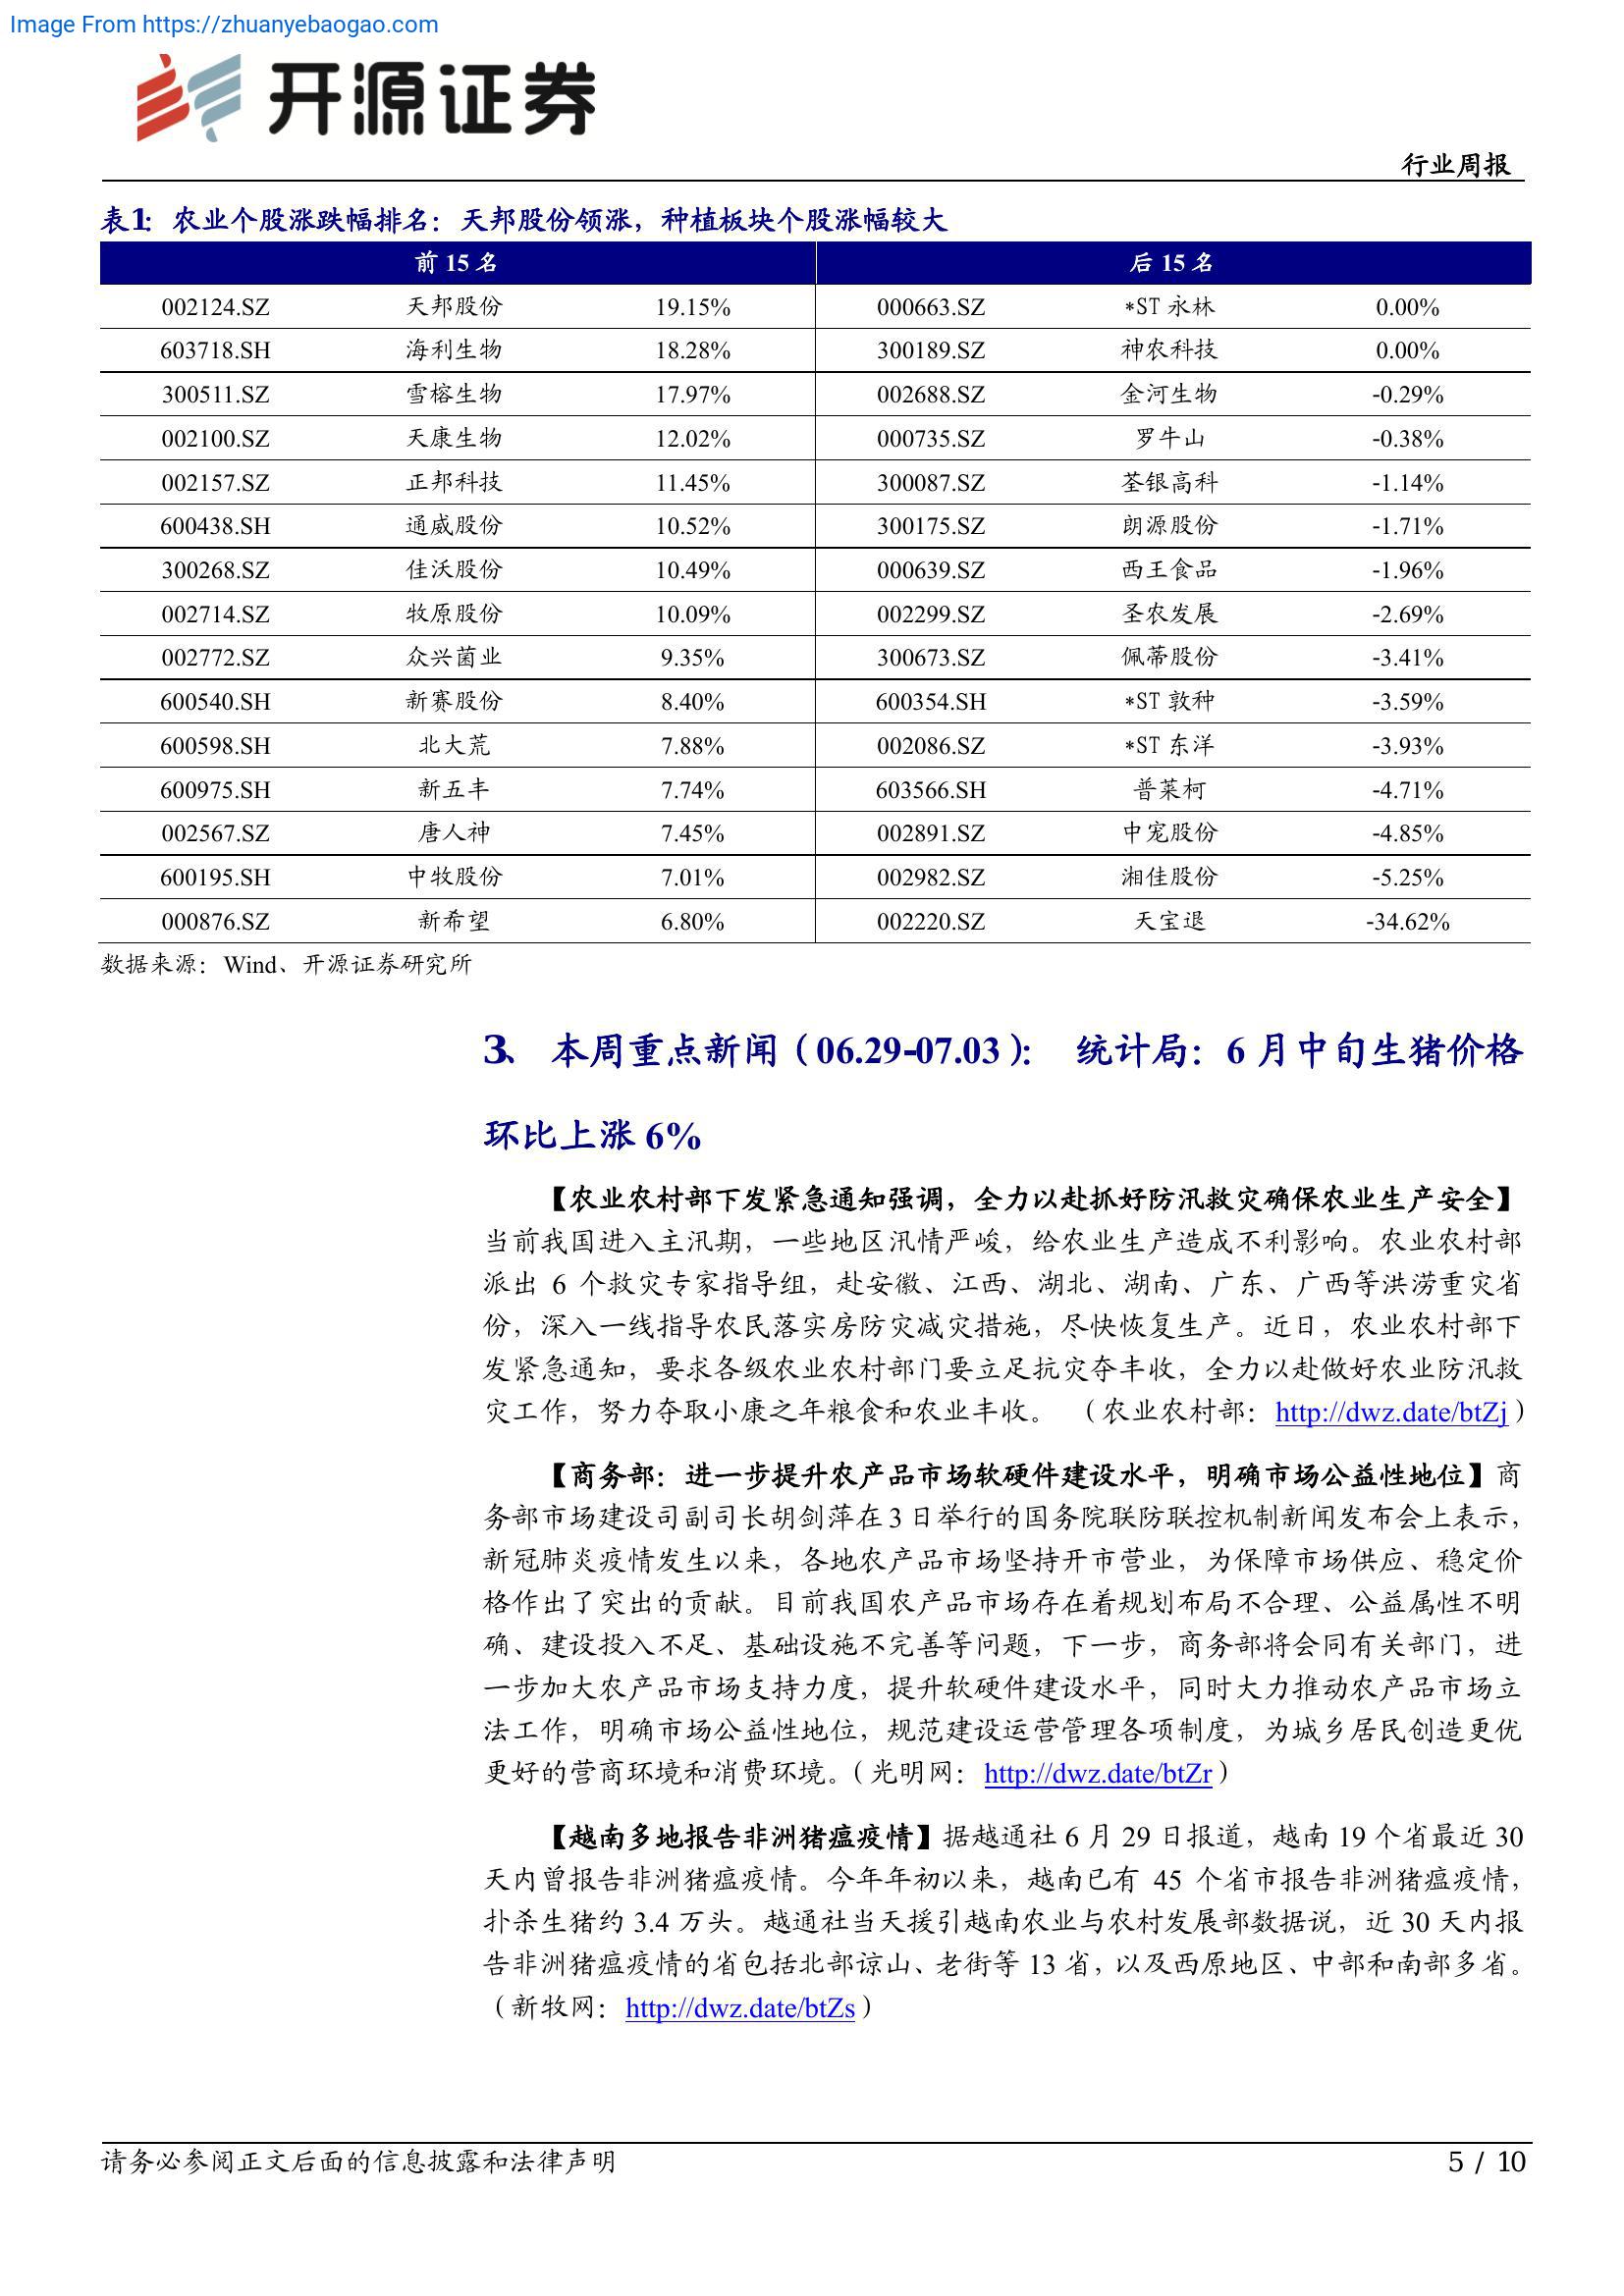 Image From https://zhuanyebaogao.com
开源证券
行业周报
表1：农业个股涨跌幅排名：天邦股份领涨，种植板块个股涨幅较大
前 15 名 后 15 名
002124.SZ 天邦股份 19.15% 000663.SZ *ST 永林 0.00%
603718.SH 海利生物 18.28% 300189.SZ 神农科技 0.00%
300511.SZ 雪榕生物 17.97% 002688.SZ 金河生物 -0.29%
002100.SZ 天康生物 12.02% 000735.SZ 罗牛山 -0.38%
002157.SZ 正邦科技 11.45% 300087.SZ 荃银高科 -1.14%
600438.SH 通威股份 10.52% 300175.SZ 朗源股份 -1.71%
300268.SZ 佳沃股份 10.49% 000639.SZ 西王食品 -1.96%
002714.SZ 牧原股份 10.09% 002299.SZ 圣农发展 -2.69%
002772.SZ 众兴菌业 9.35% 300673.SZ 佩蒂股份 -3.41%
600540.SH 新赛股份 8.40% 600354.SH *ST 敦种 -3.59%
600598.SH 北大荒 7.88% 002086.SZ *ST 东洋 -3.93%
600975.SH 新五丰 7.74% 603566.SH 普莱柯 -4.71%
002567.SZ 唐人神 7.45% 002891.SZ 中宠股份 -4.85%
600195.SH 中牧股份 7.01% 002982.SZ 湘佳股份 -5.25%
000876.SZ 新希望 6.80% 002220.SZ 天宝退 -34.62%
数据来源：Wind、开源证券研究所
3、 本周重点新闻（06.29-07.03）： 统计局：6 月中旬生猪价格
环比上涨 6%
【农业农村部下发紧急通知强调，全力以赴抓好防汛救灾确保农业生产安全】
当前我国进入主汛期，一些地区汛情严峻，给农业生产造成不利影响。农业农村部
派出 6 个救灾专家指导组，赴安徽、江西、湖北、湖南、广东、广西等洪涝重灾省
份，深入一线指导农民落实房防灾减灾措施，尽快恢复生产。近日，农业农村部下
发紧急通知，要求各级农业农村部门要立足抗灾夺丰收，全力以赴做好农业防汛救
灾工作，努力夺取小康之年粮食和农业丰收。 （农业农村部：http://dwz.date/btZj）
【商务部：进一步提升农产品市场软硬件建设水平，明确市场公益性地位】商
务部市场建设司副司长胡剑萍在 3 日举行的国务院联防联控机制新闻发布会上表示，
新冠肺炎疫情发生以来，各地农产品市场坚持开市营业，为保障市场供应、稳定价
格作出了突出的贡献。目前我国农产品市场存在着规划布局不合理、公益属性不明
确、建设投入不足、基础设施不完善等问题，下一步，商务部将会同有关部门，进
一步加大农产品市场支持力度，提升软硬件建设水平，同时大力推动农产品市场立
法工作，明确市场公益性地位，规范建设运营管理各项制度，为城乡居民创造更优
更好的营商环境和消费环境。（光明网：http://dwz.date/btZr）
【越南多地报告非洲猪瘟疫情】据越通社 6 月 29 日报道，越南 19 个省最近 30
天内曾报告非洲猪瘟疫情。今年年初以来，越南已有 45 个省市报告非洲猪瘟疫情，
扑杀生猪约 3.4 万头。越通社当天援引越南农业与农村发展部数据说，近 30 天内报
告非洲猪瘟疫情的省包括北部谅山、老街等 13 省，以及西原地区、中部和南部多省。
（新牧网：http://dwz.date/btZs）
请务必参阅正文后面的信息披露和法律声明 5 / 10